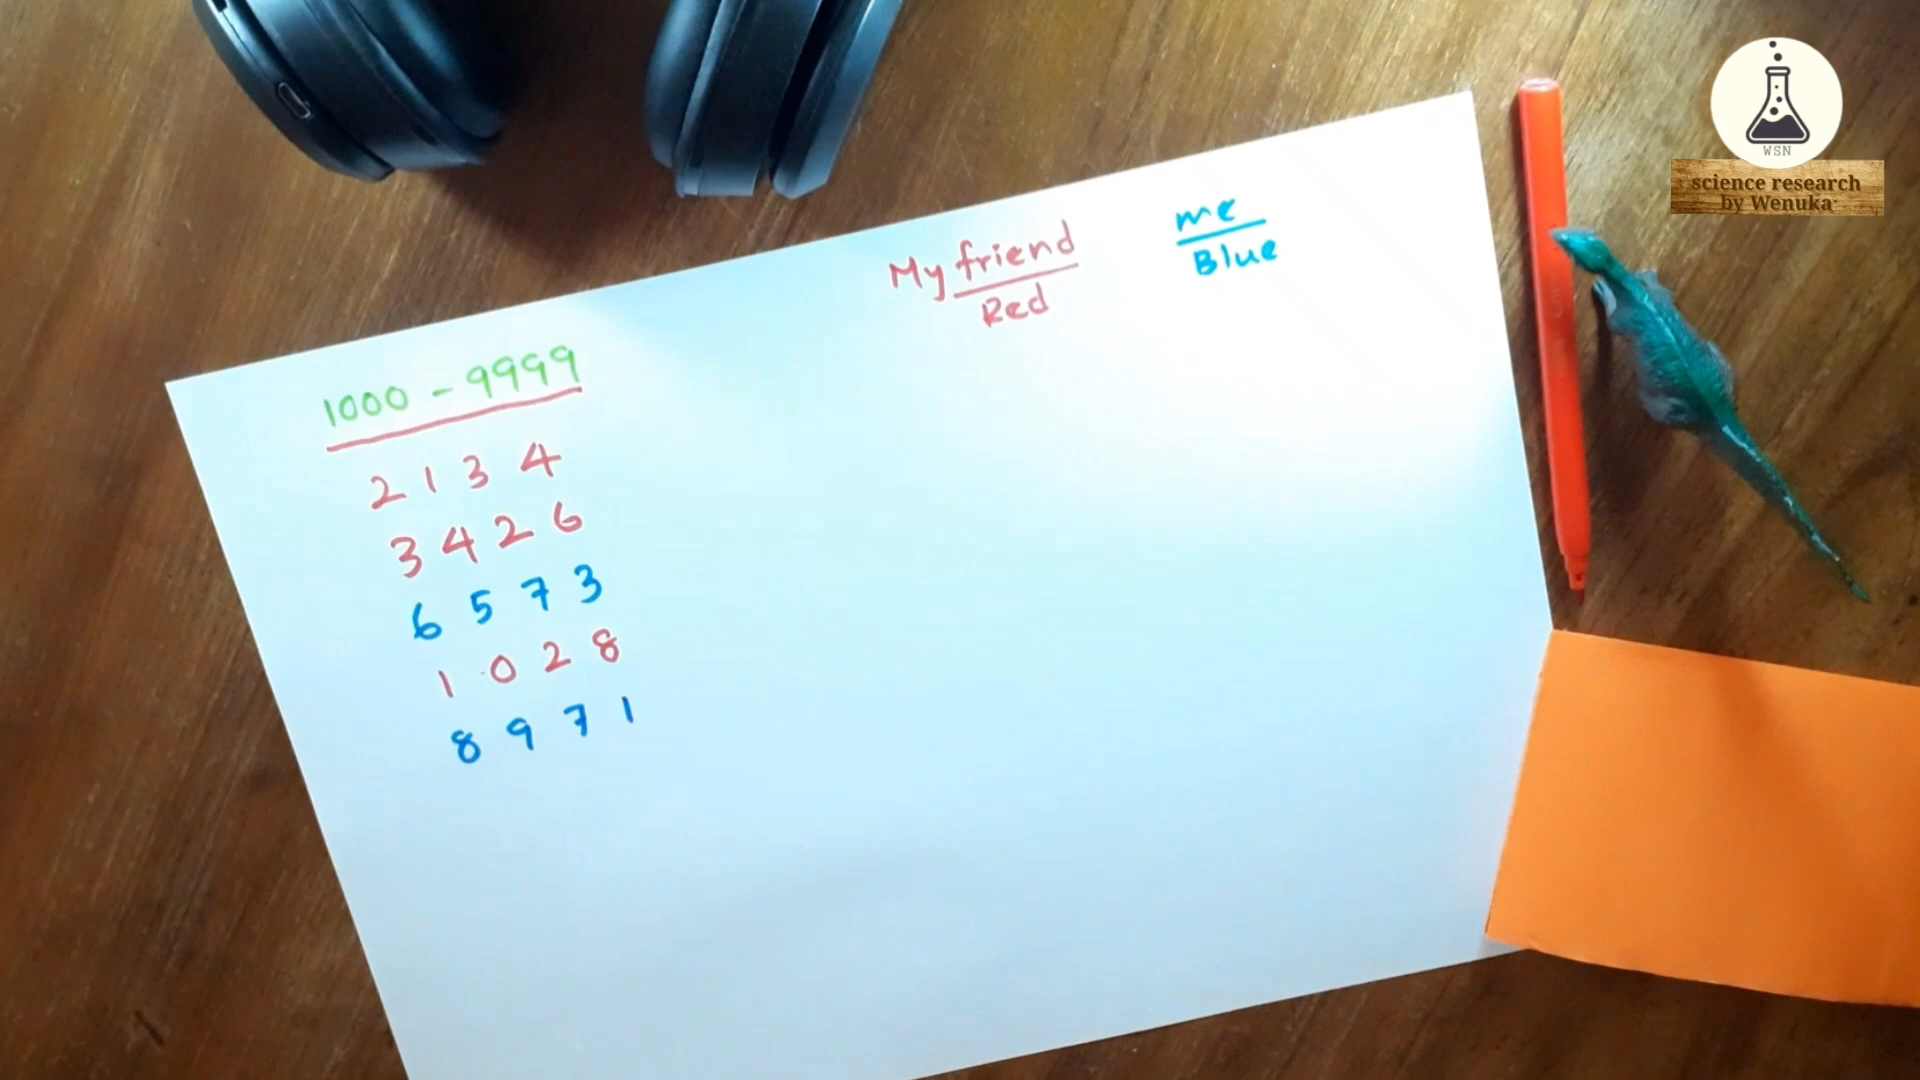 WSN
science research
by Wenuka
My friend
Red
me
Blue
1000 - 9999
2 1 3 4
3 4 2 6
6 5 7 3
1 0 2 8
8 9 7 1